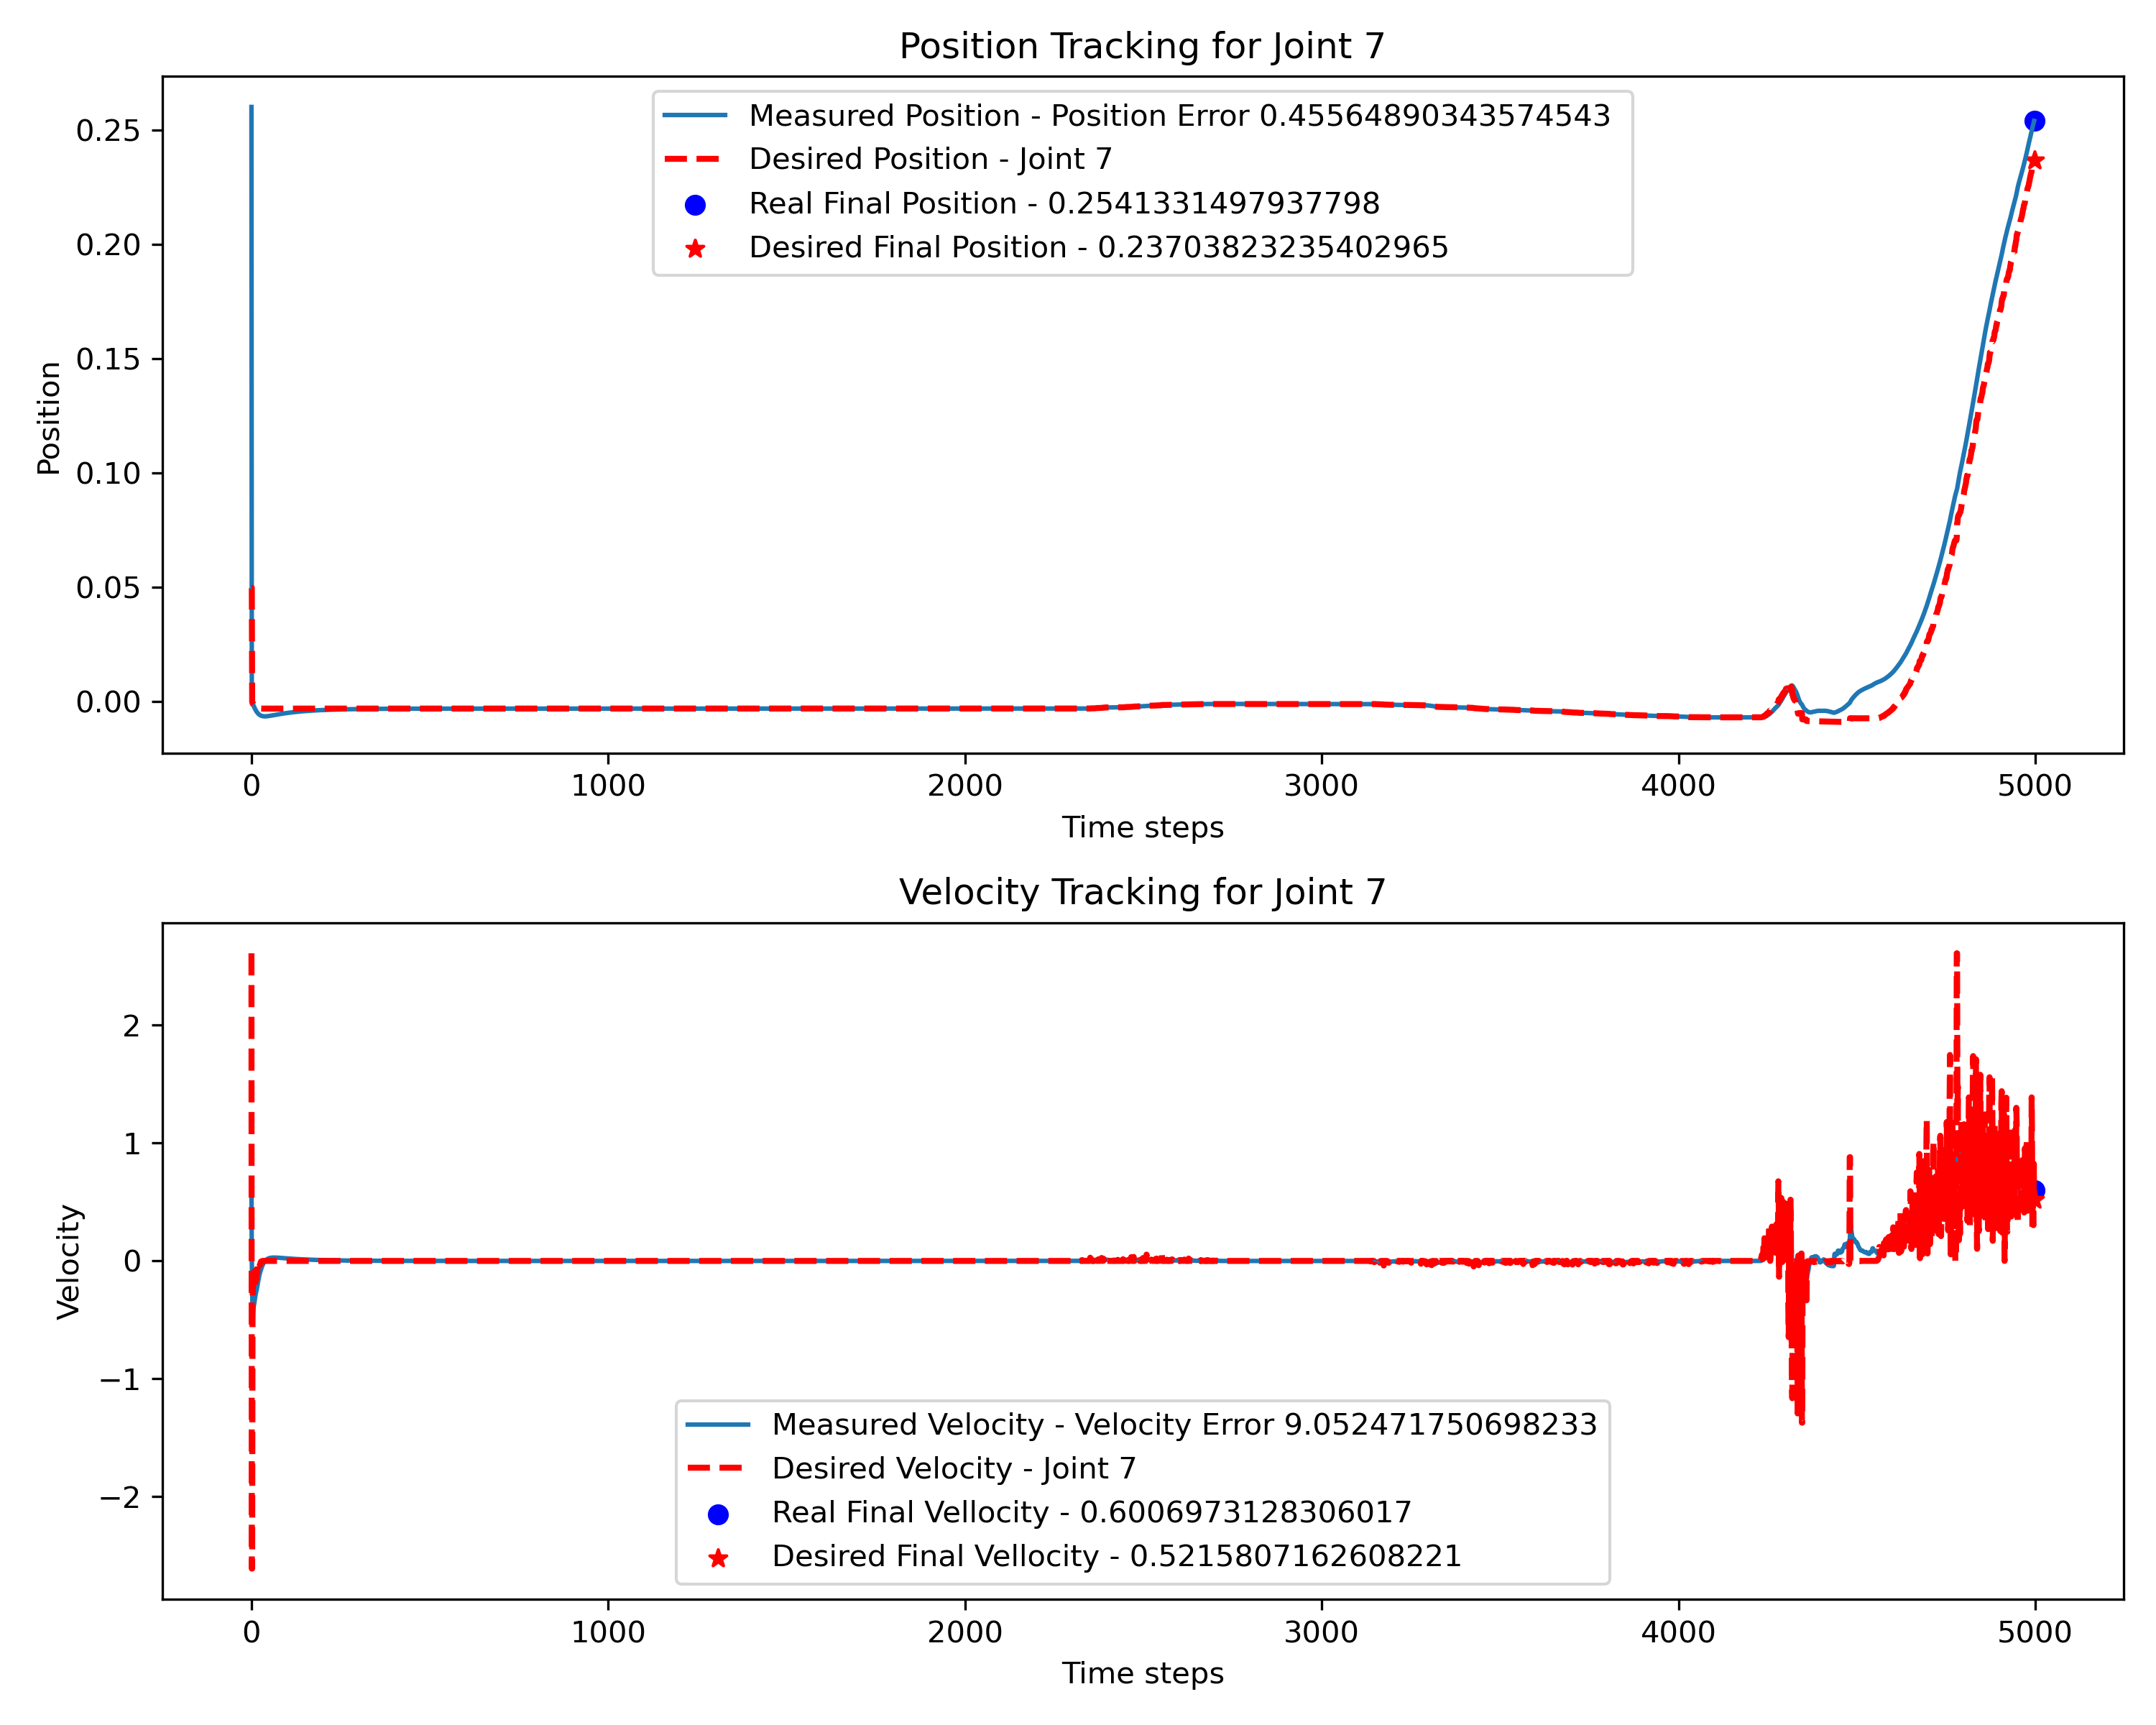 Position Tracking for Joint 7
Measured Position - Position Error 0.45564890343574543
Desired Position - Joint 7
Real Final Position - 0.2541331497937798
Desired Final Position - 0.23703823235402965
0.25
0.20
0.15
0.10
0.05
0.00
Position
0 1000 2000 3000 4000 5000
Time steps
Velocity Tracking for Joint 7
2
1
0
−1
−2
Velocity
Measured Velocity - Velocity Error 9.052471750698233
Desired Velocity - Joint 7
Real Final Vellocity - 0.6006973128306017
Desired Final Vellocity - 0.5215807162608221
0 1000 2000 3000 4000 5000
Time steps